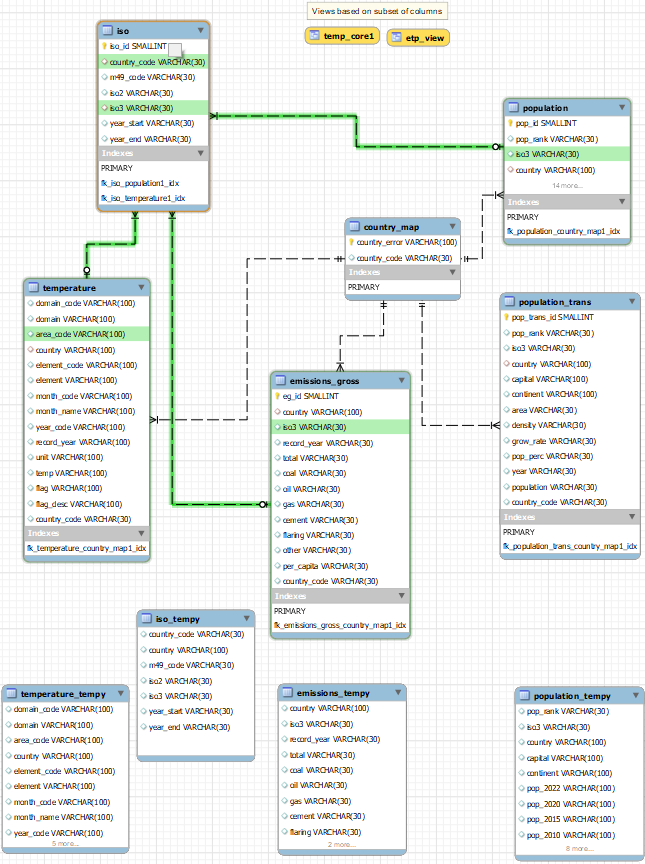 Views based on subset of columns
temp_core1
etp_view
iso
iso_id SMALLINT
country_code VARCHAR(30)
m49_code VARCHAR(30)
iso2 VARCHAR(30)
iso3 VARCHAR(30)
year_start VARCHAR(30)
year_end VARCHAR(30)
Indexes
PRIMARY
fk_iso_population1_idx
fk_iso_temperature1_idx
population
pop_id SMALLINT
pop_rank VARCHAR(30)
iso3 VARCHAR(30)
country VARCHAR(100)
14 more...
Indexes
PRIMARY
fk_population_country_map1_idx
country_map
country_error VARCHAR(100)
country_code VARCHAR(30)
Indexes
PRIMARY
temperature
domain_code VARCHAR(100)
domain VARCHAR(100)
area_code VARCHAR(100)
country VARCHAR(100)
element_code VARCHAR(100)
element VARCHAR(100)
month_code VARCHAR(100)
month_name VARCHAR(100)
year_code VARCHAR(100)
record_year VARCHAR(100)
unit VARCHAR(100)
temp VARCHAR(100)
flag VARCHAR(100)
flag_desc VARCHAR(100)
country_code VARCHAR(30)
Indexes
fk_temperature_country_map1_idx
population_trans
pop_trans_id SMALLINT
pop_rank VARCHAR(30)
iso3 VARCHAR(30)
country VARCHAR(100)
capital VARCHAR(100)
continent VARCHAR(100)
area VARCHAR(30)
density VARCHAR(30)
grow_rate VARCHAR(30)
pop_perc VARCHAR(30)
year VARCHAR(30)
population VARCHAR(30)
country_code VARCHAR(30)
Indexes
PRIMARY
fk_population_trans_country_map1_idx
emissions_gross
eg_id SMALLINT
country VARCHAR(100)
iso3 VARCHAR(30)
record_year VARCHAR(30)
total VARCHAR(30)
coal VARCHAR(30)
oil VARCHAR(30)
gas VARCHAR(30)
cement VARCHAR(30)
flaring VARCHAR(30)
other VARCHAR(30)
per_capita VARCHAR(30)
country_code VARCHAR(30)
Indexes
PRIMARY
fk_emissions_gross_country_map1_idx
iso_tempy
country_code VARCHAR(30)
country VARCHAR(100)
m49_code VARCHAR(30)
iso2 VARCHAR(30)
iso3 VARCHAR(30)
year_start VARCHAR(30)
year_end VARCHAR(30)
temperature_tempy
domain_code VARCHAR(100)
domain VARCHAR(100)
area_code VARCHAR(100)
country VARCHAR(100)
element_code VARCHAR(100)
element VARCHAR(100)
month_code VARCHAR(100)
month_name VARCHAR(100)
year_code VARCHAR(100)
5 more...
emissions_tempy
country VARCHAR(100)
iso3 VARCHAR(30)
record_year VARCHAR(30)
total VARCHAR(30)
coal VARCHAR(30)
oil VARCHAR(30)
gas VARCHAR(30)
cement VARCHAR(30)
flaring VARCHAR(30)
2 more...
population_tempy
pop_rank VARCHAR(30)
iso3 VARCHAR(30)
country VARCHAR(100)
capital VARCHAR(100)
continent VARCHAR(100)
pop_2022 VARCHAR(100)
pop_2020 VARCHAR(100)
pop_2015 VARCHAR(100)
pop_2010 VARCHAR(100)
8 more...